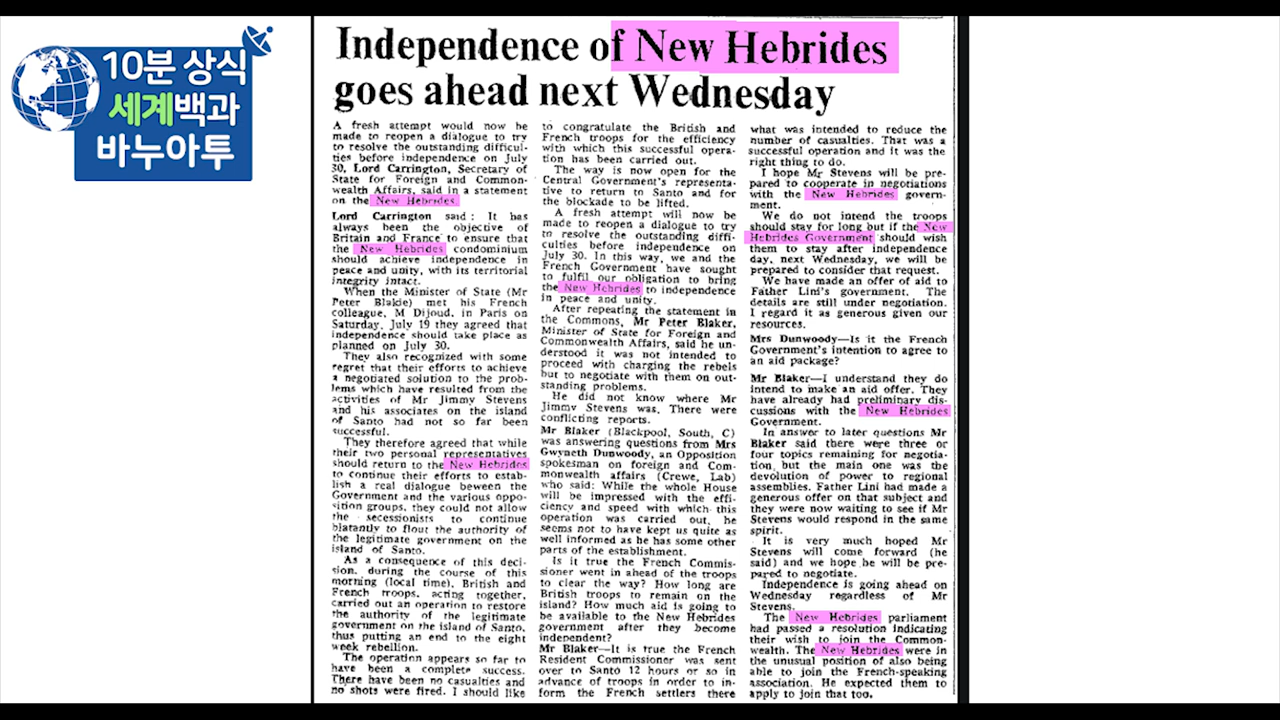 10분 상식
세계백과
바누아투
Independence of New Hebrides
goes ahead next Wednesday
A fresh attempt would now be
made to reopen a dialogue to try
to resolve the outstanding difficul-
ties before independence on July
30, Lord Carrington, Secretary of
State for Foreign and Common-
wealth Affairs, said in a statement
on the New Hebrides.
Lord Carrington said: It has
always been the objective of
Britain and France to ensure that
the New Hebrides condominium
should achieve independence in
peace and unity, with its territorial
integrity intact.
When the Minister of State (Mr
Peter Blakie) met his French
colleague, M Dijoud, in Paris on
Saturday, July 19 they agreed that
independence should take place as
planned on July 30.
They also recognized with some
regret that their efforts to achieve
a negotiated solution to the prob-
lems which have resulted from the
activities of Mr Jimmy Stevens
and his associates on the island
of Santo had not so far been
successful.
They therefore agreed that while
their two personal representatives
should return to the New Hebrides
to continue their efforts to estab-
lish a real dialogue beween the
Government and the various oppo-
sition groups, they could not allow
the secessionists to continue
blatantly to flout the authority of
the legitimate government on the
island of Santo.
As a consequence of this deci-
sion, during the course of this
morning (local time), British and
French troops, acting together,
carried out an operation to restore
the authority of the legitimate
government on the island of Santo,
thus putting an end to the eight
week rebellion.
The operation appears so far to
have been a complete success.
There have been no casualties and
no shots were fired. I should like
to congratulate the British and
French troops for the efficiency
with which this successful opera-
tion has been carried out.
The way is now open for the
Central Government's representa-
tive to return to Santo and for
the blockade to be lifted.
A fresh attempt will now be
made to reopen a dialogue to try
to resolve the outstanding diffi-
culties before independence on
July 30. In this way, we and the
French Government have sought
to fulfil our obligation to bring
the New Hebrides to independence
in peace and unity.
After repeating the statement in
the Commons, Mr Peter Blaker,
Minister of State for Foreign and
Commonwealth Affairs, said he un-
derstood it was not intended to
proceed with charging the rebels
but to negotiate with them on out-
standing problems.
He did not know where Mr
Jimmy Stevens was. There were
conflicting reports.
Mr Blaker (Blackpool, South, C)
was answering questions from Mrs
Gwyneth Dunwoody, an Opposition
spokesman on foreign and Com-
monwealth affairs (Crewe, Lab)
who said: While the whole House
will be impressed with the effi-
ciency and speed with which this
operation was carried out, he
seems not to have kept us quite as
well informed as he has some other
parts of the establishment.
Is it true the French Commis-
sioner went in ahead of the troops
to clear the way? How long are
British troops to remain on the
island? How much aid is going to
be available to the New Hebrides
government after they become
independent?
Mr Blaker—It is true the French
Resident Commissioner was sent
over to Santo 12 hours or so in
advance of troops in order to in-
form the French settlers there
what was intended to reduce the
number of casualties. That was a
successful operation and it was the
right thing to do.
I hope Mr Stevens will be pre-
pared to cooperate in negotiations
with the New Hebrides govern-
ment.
We do not intend the troops
should stay for long but if the New
Hebrides Government should wish
them to stay after independence
day, next Wednesday, we will be
prepared to consider that request.
We have made an offer of aid to
Father Lini's government. The
details are still under negotiation.
I regard it as generous given our
resources.
Mrs Dunwoody—Is it the French
Government's intention to agree to
an aid package?
Mr Blaker—I understand they do
intend to make an aid offer. They
have already had preliminary dis-
cussions with the New Hebrides
Government.
In answer to later questions Mr
Blaker said there were three or
four topics remaining for negotia-
tion, but the main one was the
devolution of power to regional
assemblies. Father Lini had made a
generous offer on that subject and
they were now waiting to see if Mr
Stevens would respond in the same
spirit.
It is very much hoped Mr
Stevens will come forward (he
said) and we hope he will be pre-
pared to negotiate.
Independence is going ahead on
Wednesday regardless of Mr
Stevens.
The New Hebrides parliament
had passed a resolution indicating
their wish to join the Common-
wealth. The New Hebrides were in
the unusual position of also being
able to join the French-speaking
association. He expected them to
apply to join that too.